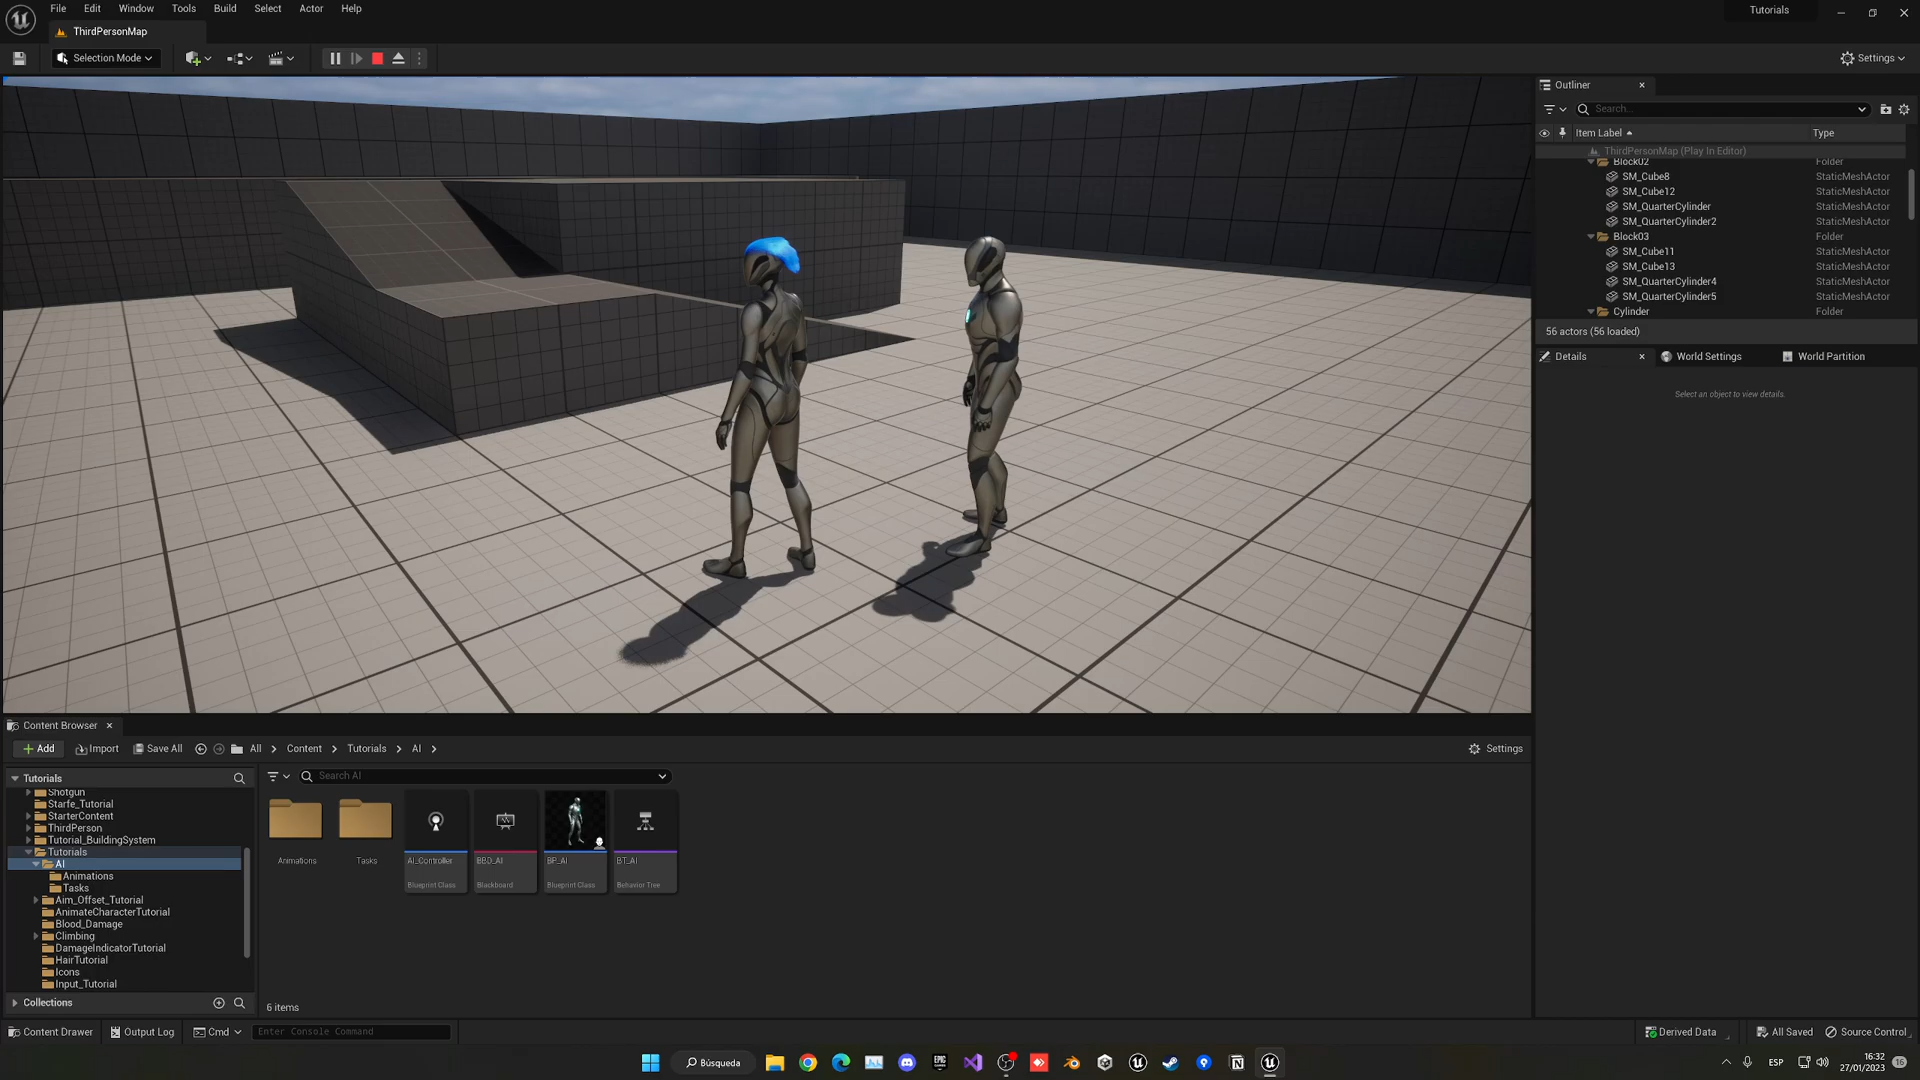 File Edit Window Tools Build Select Actor Help
Tutorials
ThirdPersonMap
Selection Mode
Settings
Outliner
Search...
Item Label
Type
ThirdPersonMap (Play In Editor)
Block02 Folder
SM_Cube8 StaticMeshActor
SM_Cube12 StaticMeshActor
SM_QuarterCylinder StaticMeshActor
SM_QuarterCylinder2 StaticMeshActor
Block03 Folder
SM_Cube11 StaticMeshActor
SM_Cube13 StaticMeshActor
SM_QuarterCylinder4 StaticMeshActor
SM_QuarterCylinder5 StaticMeshActor
Cylinder Folder
56 actors (56 loaded)
Details
World Settings
World Partition
Select an object to view details.
Content Browser
Add Import Save All All Content Tutorials AI
Settings
Tutorials
Shotgun
Starfe_Tutorial
StarterContent
ThirdPerson
Tutorial_BuildingSystem
Tutorials
AI
Animations
Tasks
Aim_Offset_Tutorial
AnimateCharacterTutorial
Blood_Damage
Climbing
DamageIndicatorTutorial
HairTutorial
Icons
Input_Tutorial
Collections
Search AI
Animations
Tasks
AI_Controller
Blueprint Class
BBD_AI
Blackboard
BP_AI
Blueprint Class
BT_AI
Behavior Tree
6 items
Content Drawer
Output Log
Cmd
Enter Console Command
Derived Data
All Saved
Source Control
Búsqueda
EPIC
ESP
16:32
27/01/2023
16